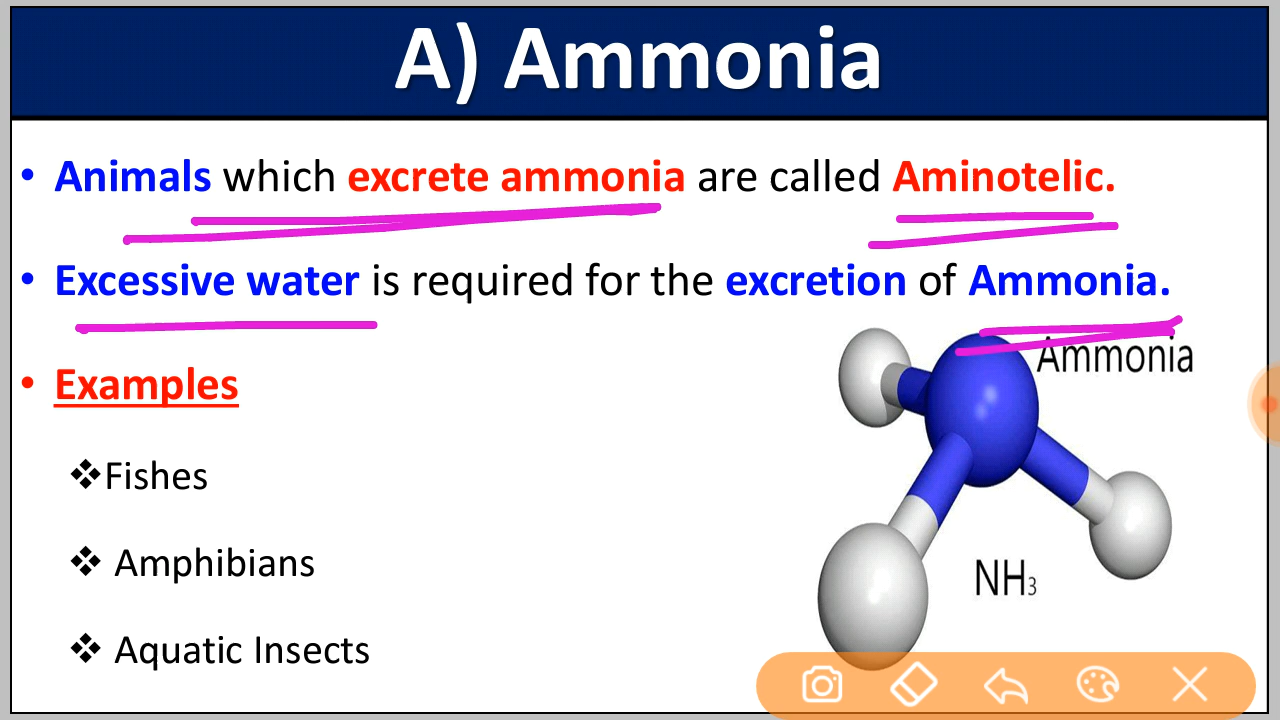 A) Ammonia
• Animals which excrete ammonia are called Aminotelic.
• Excessive water is required for the excretion of Ammonia.
Ammonia
• Examples
❖Fishes
❖ Amphibians
NH₃
❖ Aquatic Insects